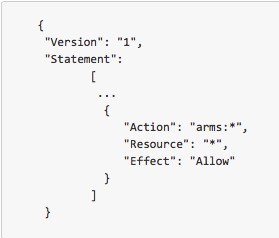 {
"Version": "1",
"Statement":
[
...
{
"Action": "arms:*",
"Resource": "*",
"Effect": "Allow"
}
]
}